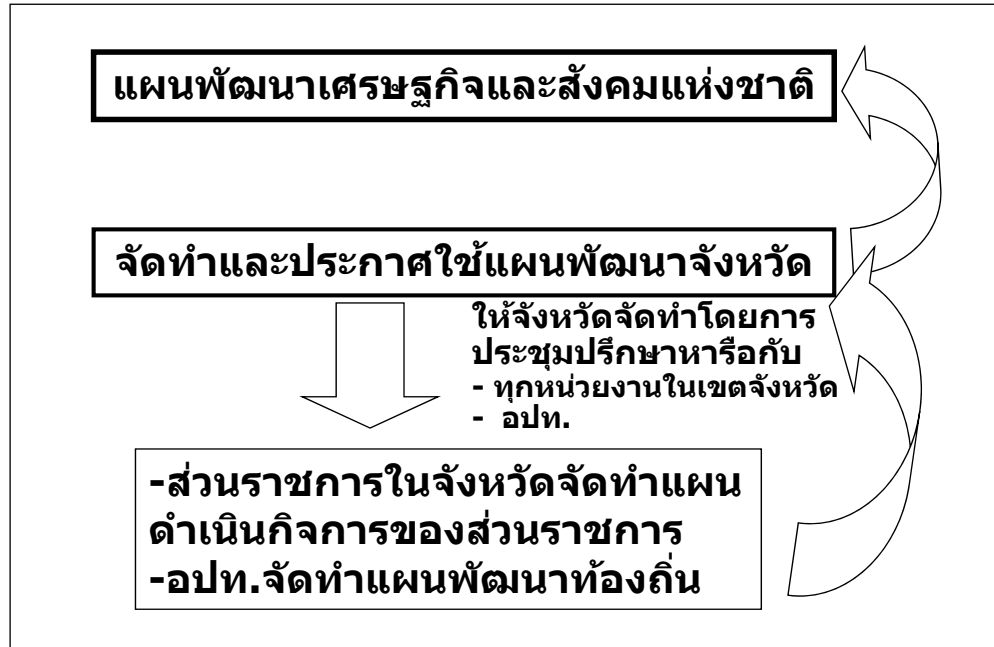 แผนพัฒนาเศรษฐกิจและสังคมแห่งชาติ
จัดทำและประกาศใช้แผนพัฒนาจังหวัด
ให้จังหวัดจัดทำโดยการ
ประชุมปรึกษาหารือกับ
- ทุกหน่วยงานในเขตจังหวัด
- อปท.
-ส่วนราชการในจังหวัดจัดทำแผน
ดำเนินกิจการของส่วนราชการ
-อปท.จัดทำแผนพัฒนาท้องถิ่น